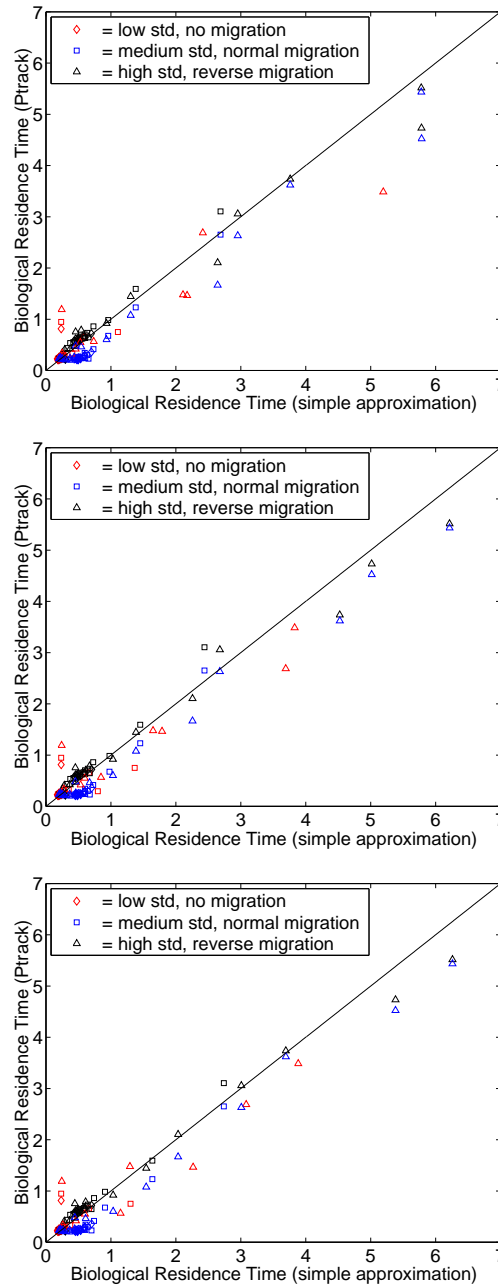 7
6
5
4
3
2
1
0
Biological Residence Time (Ptrack)
= low std, no migration
= medium std, normal migration
= high std, reverse migration
0 1 2 3 4 5 6 7
Biological Residence Time (simple approximation)
7
6
5
4
3
2
1
0
Biological Residence Time (Ptrack)
= low std, no migration
= medium std, normal migration
= high std, reverse migration
0 1 2 3 4 5 6 7
Biological Residence Time (simple approximation)
7
6
5
4
3
2
1
0
Biological Residence Time (Ptrack)
= low std, no migration
= medium std, normal migration
= high std, reverse migration
0 1 2 3 4 5 6 7
Biological Residence Time (simple approximation)